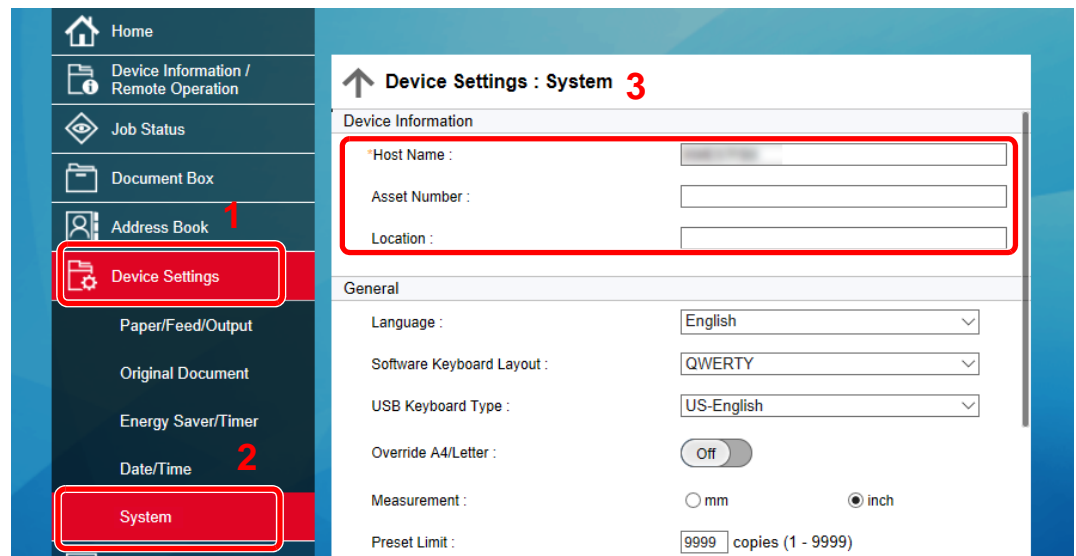 Home
Device Information /
Remote Operation
Job Status
Document Box
Address Book
1
Device Settings
Paper/Feed/Output
Original Document
Energy Saver/Timer
Date/Time
2
System
Device Settings : System
3
Device Information
*Host Name :
Asset Number :
Location :
General
Language : English
Software Keyboard Layout : QWERTY
USB Keyboard Type : US-English
Override A4/Letter : Off
Measurement : mm inch
Preset Limit : 9999 copies (1 - 9999)